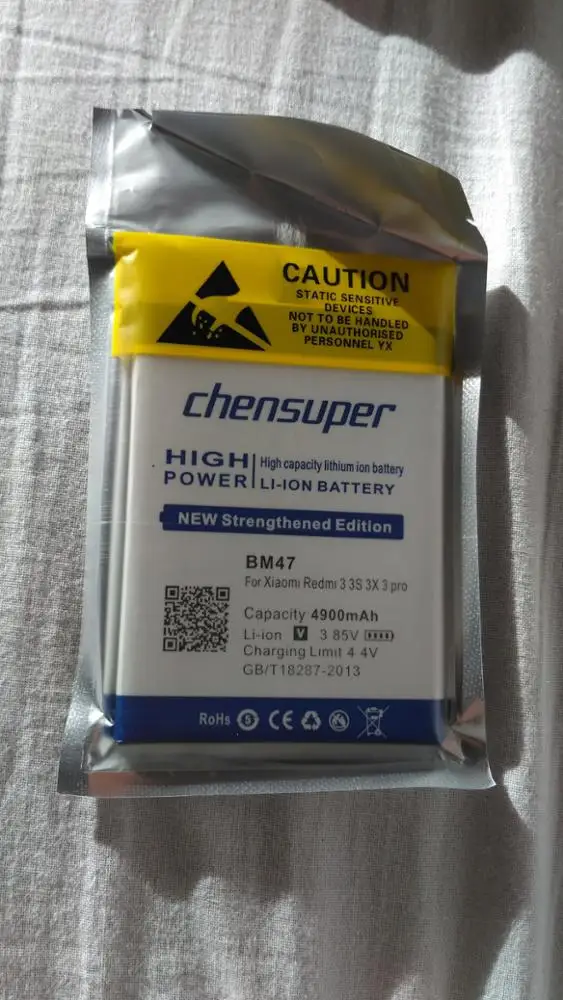 CAUTION
STATIC SENSITIVE
DEVICES
NOT TO BE HANDLED
BY UNAUTHORISED
PERSONNEL YX
chensuper
HIGH POWER
High capacity lithium ion battery
LI-ION BATTERY
NEW Strengthened Edition
BM47
For Xiaomi Redmi 3 3S 3X 3 pro
Capacity 4900mAh
Li-ion V 3.85V
Charging Limit 4.4V
GB/T18287-2013
RoHs 5 CE